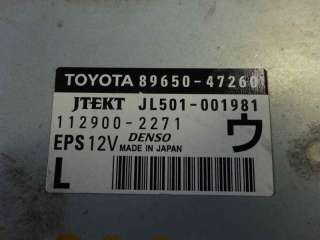 TOYOTA 89650-47260
JTEKT JL501-001981
112900-2271 ウ
EPS 12V DENSO MADE IN JAPAN
L